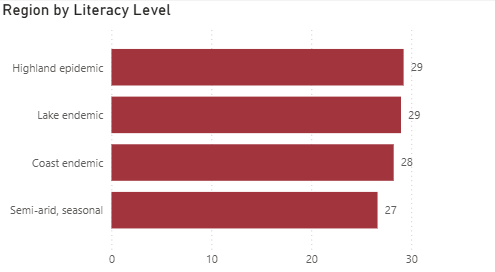 Region by Literacy Level
Highland epidemic 29
Lake endemic 29
Coast endemic 28
Semi-arid, seasonal 27
0 10 20 30